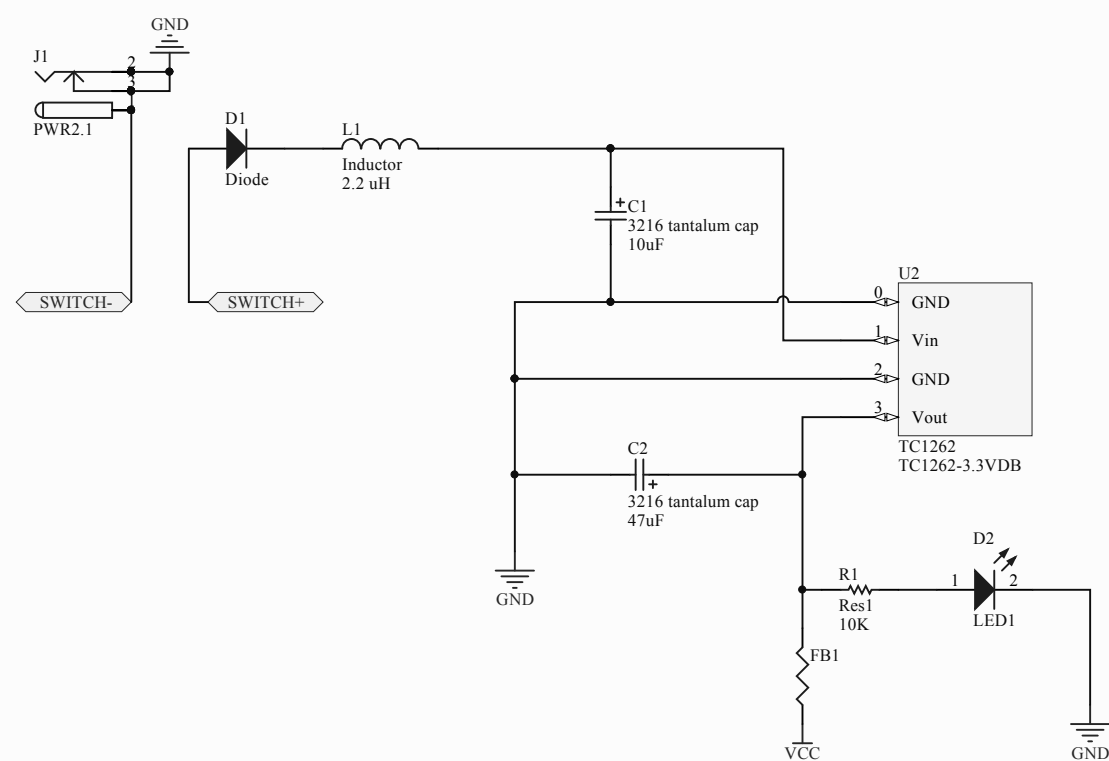 GND
J1
2
3
PWR2.1
D1
Diode
L1
Inductor
2.2 uH
C1
3216 tantalum cap
10uF
SWITCH-
SWITCH+
U2
0
GND
1
Vin
2
GND
3
Vout
TC1262
TC1262-3.3VDB
C2
3216 tantalum cap
47uF
GND
D2
R1
1
2
Res1
10K
LED1
FB1
VCC
GND